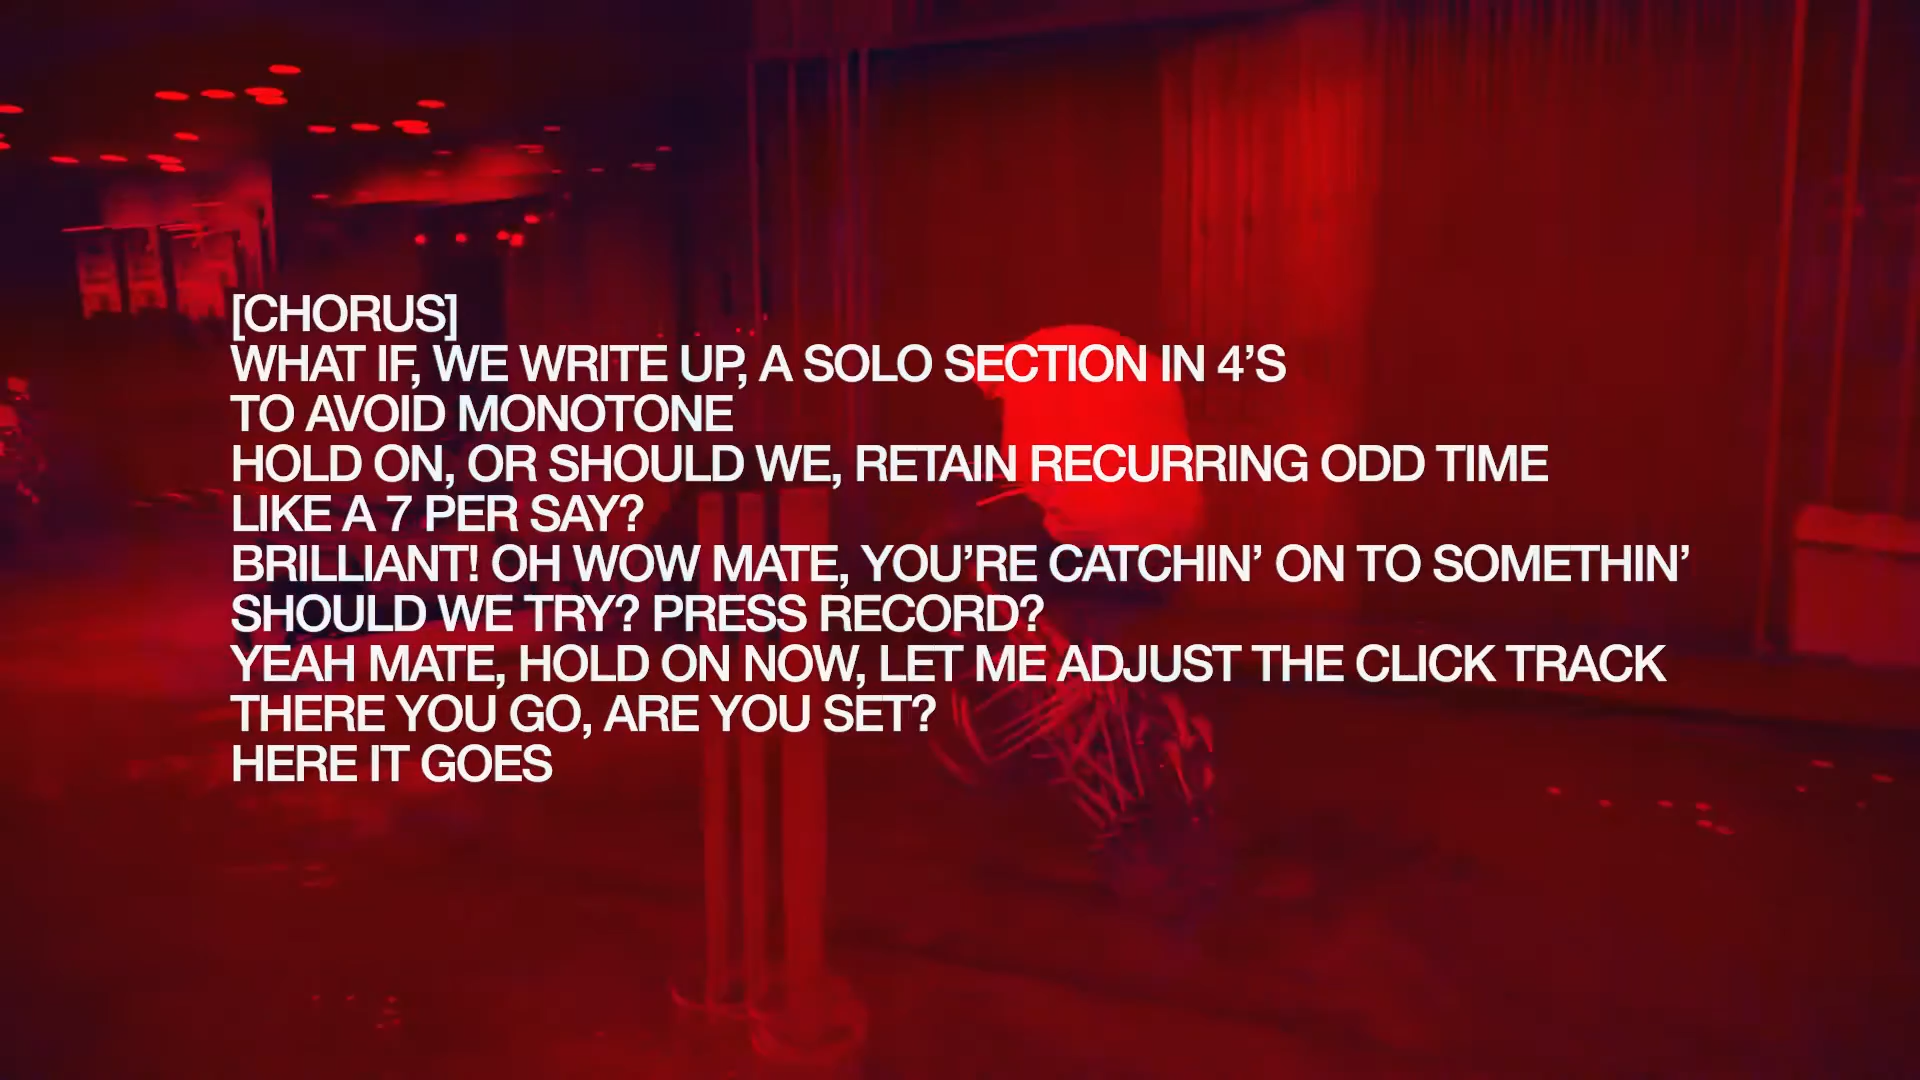 [CHORUS]
WHAT IF, WE WRITE UP, A SOLO SECTION IN 4’S
TO AVOID MONOTONE
HOLD ON, OR SHOULD WE, RETAIN RECURRING ODD TIME
LIKE A 7 PER SAY?
BRILLIANT! OH WOW MATE, YOU’RE CATCHIN’ ON TO SOMETHIN’
SHOULD WE TRY? PRESS RECORD?
YEAH MATE, HOLD ON NOW, LET ME ADJUST THE CLICK TRACK
THERE YOU GO, ARE YOU SET?
HERE IT GOES